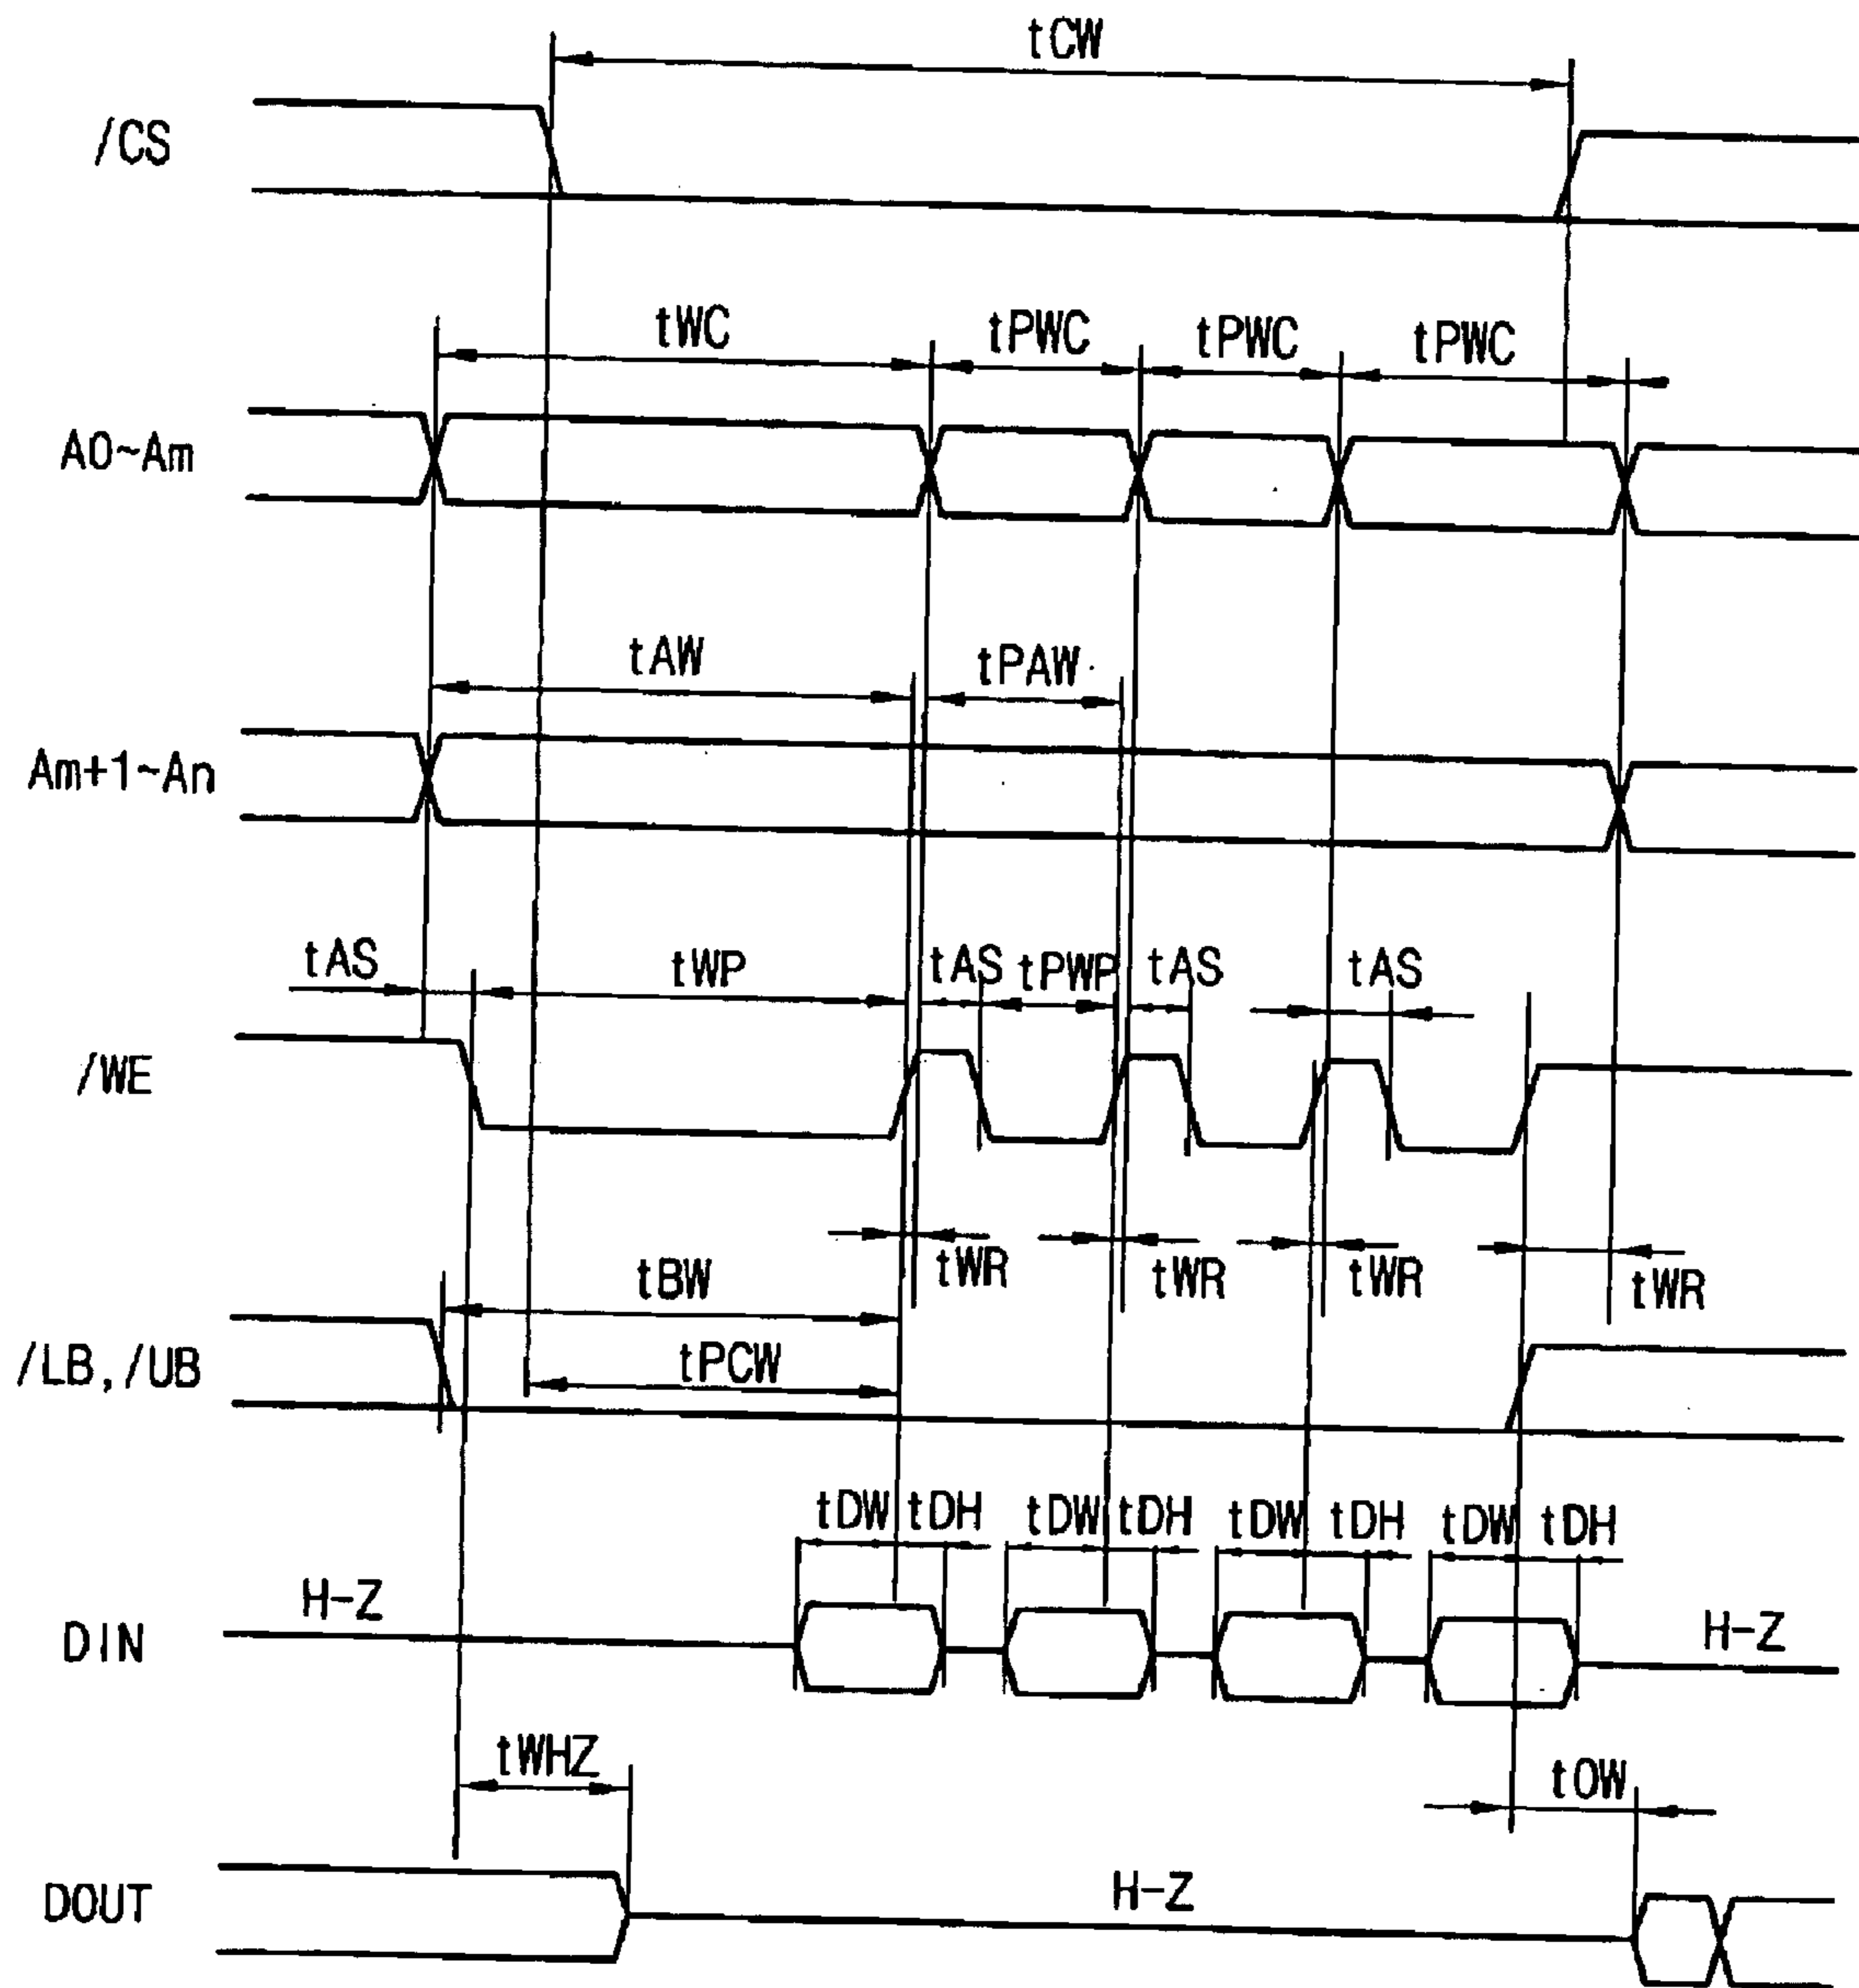 tCW
/CS
tWC tPWC tPWC tPWC
A0~Am
tAW tPAW
Am+1~An
tAS tWP tAS tPWP tAS tAS
/WE
tWR tWR tWR tWR
tBW
/LB,/UB
tPCW
tDW tDH tDW tDH tDW tDH tDW tDH
H-Z
DIN
H-Z
tWHZ
tOW
DOUT
H-Z